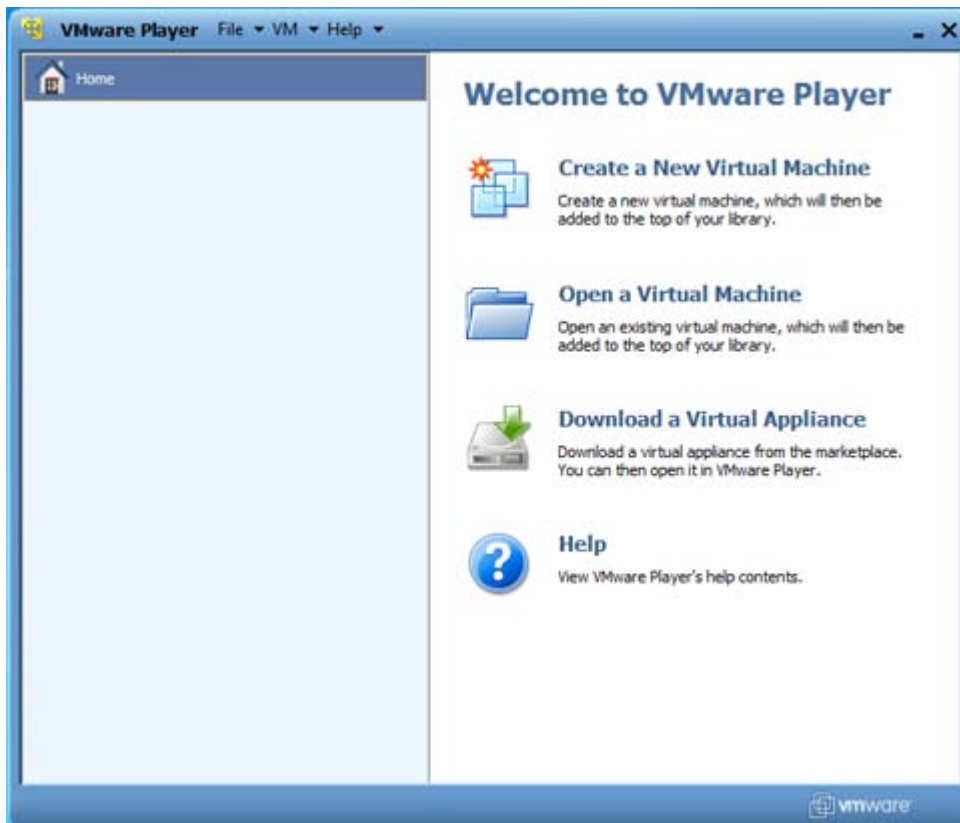 VMware Player File VM Help
Home
Welcome to VMware Player
Create a New Virtual Machine
Create a new virtual machine, which will then be
added to the top of your library.
Open a Virtual Machine
Open an existing virtual machine, which will then be
added to the top of your library.
Download a Virtual Appliance
Download a virtual appliance from the marketplace.
You can then open it in VMware Player.
Help
View VMware Player's help contents.
vmware